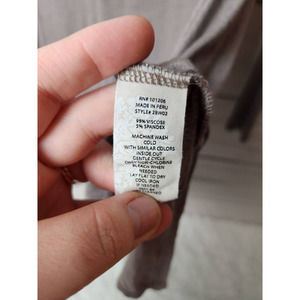 RN# 101206
MADE IN PERU
STYLE# 2BW03
95% VISCOSE
5% SPANDEX
MACHINE WASH
COLD
WITH SIMILAR COLORS
INSIDE OUT
GENTLE CYCLE
ONLY NON-CHLORINE
BLEACH WHEN
NEEDED
LAY FLAT TO DRY
COOL IRON
IF NEEDED